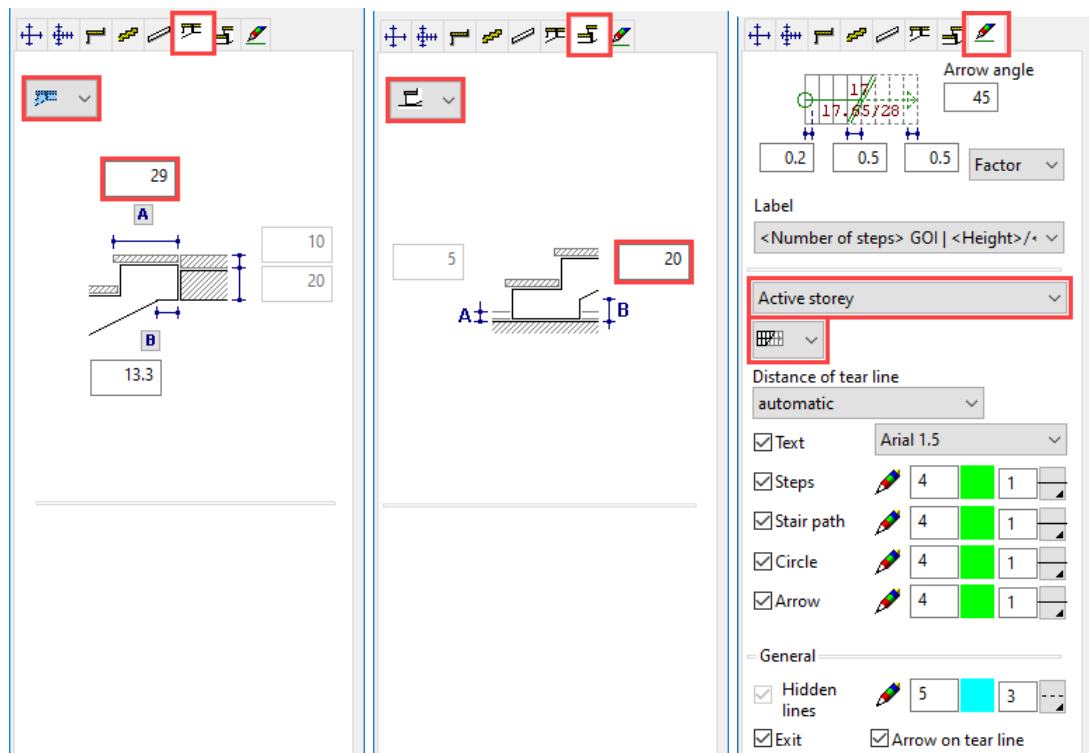 29
A
10
20
B
13.3
5
20
A
B
Arrow angle
45
17
17.65/28
0.2
0.5
0.5
Factor
Label
<Number of steps> GOI | <Height>/<
Active storey
Distance of tear line
automatic
Text
Arial 1.5
Steps
4
1
Stair path
4
1
Circle
4
1
Arrow
4
1
General
Hidden
lines
5
3
Exit
Arrow on tear line